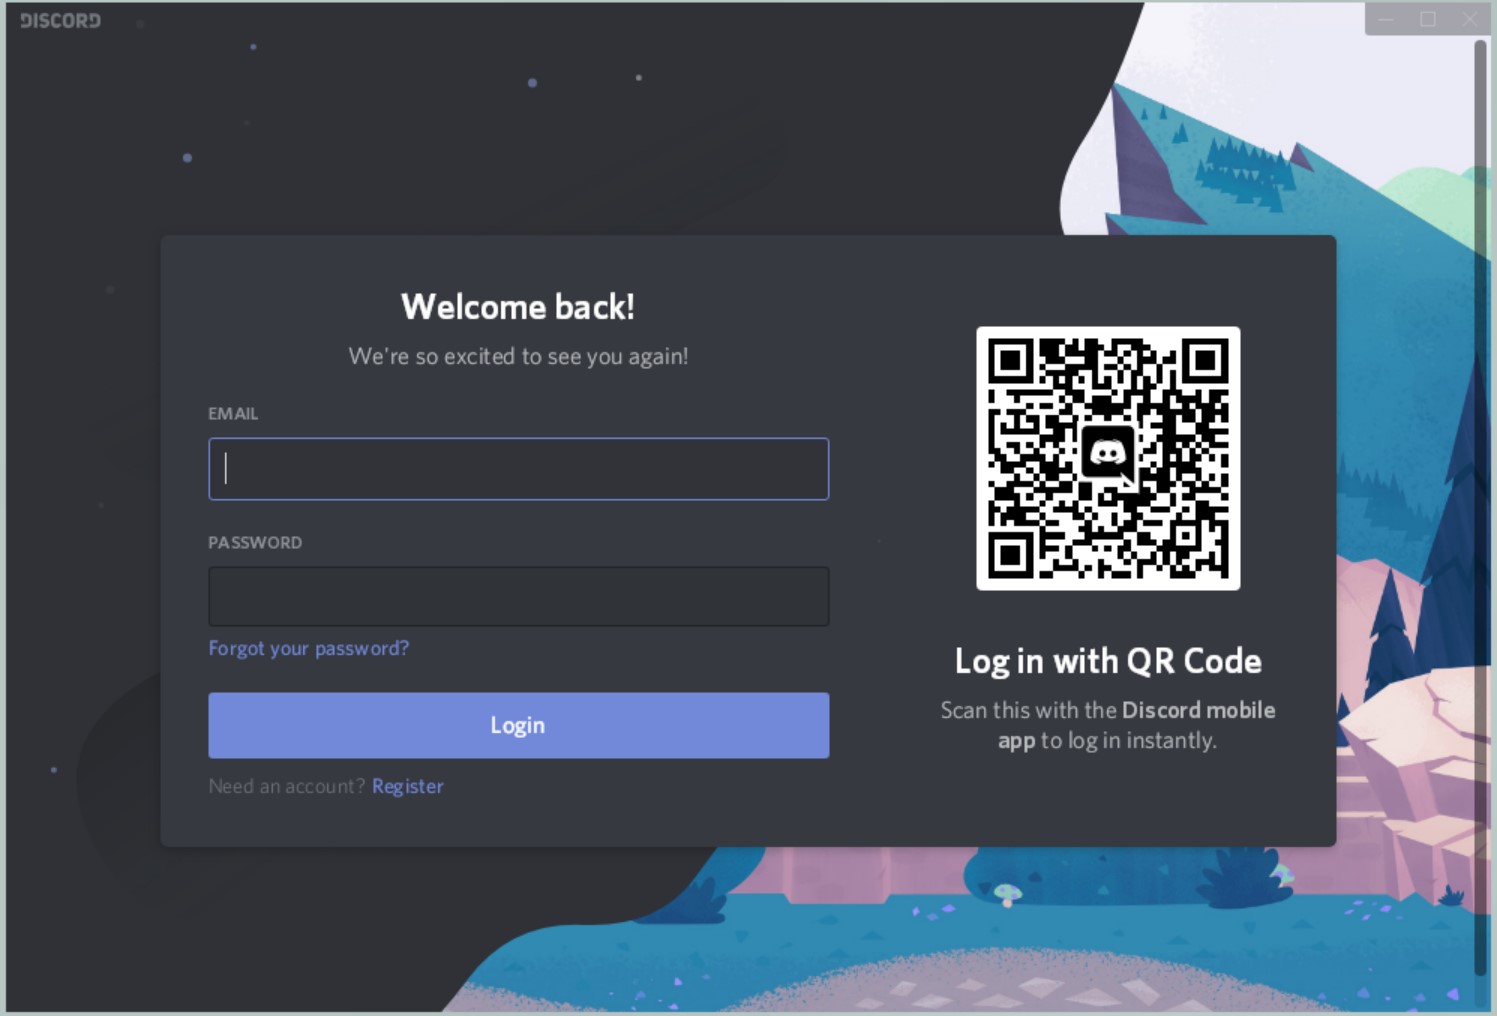 DISCORD
Welcome back!
We're so excited to see you again!
EMAIL
PASSWORD
Forgot your password?
Login
Need an account? Register
Log in with QR Code
Scan this with the Discord mobile
app to log in instantly.